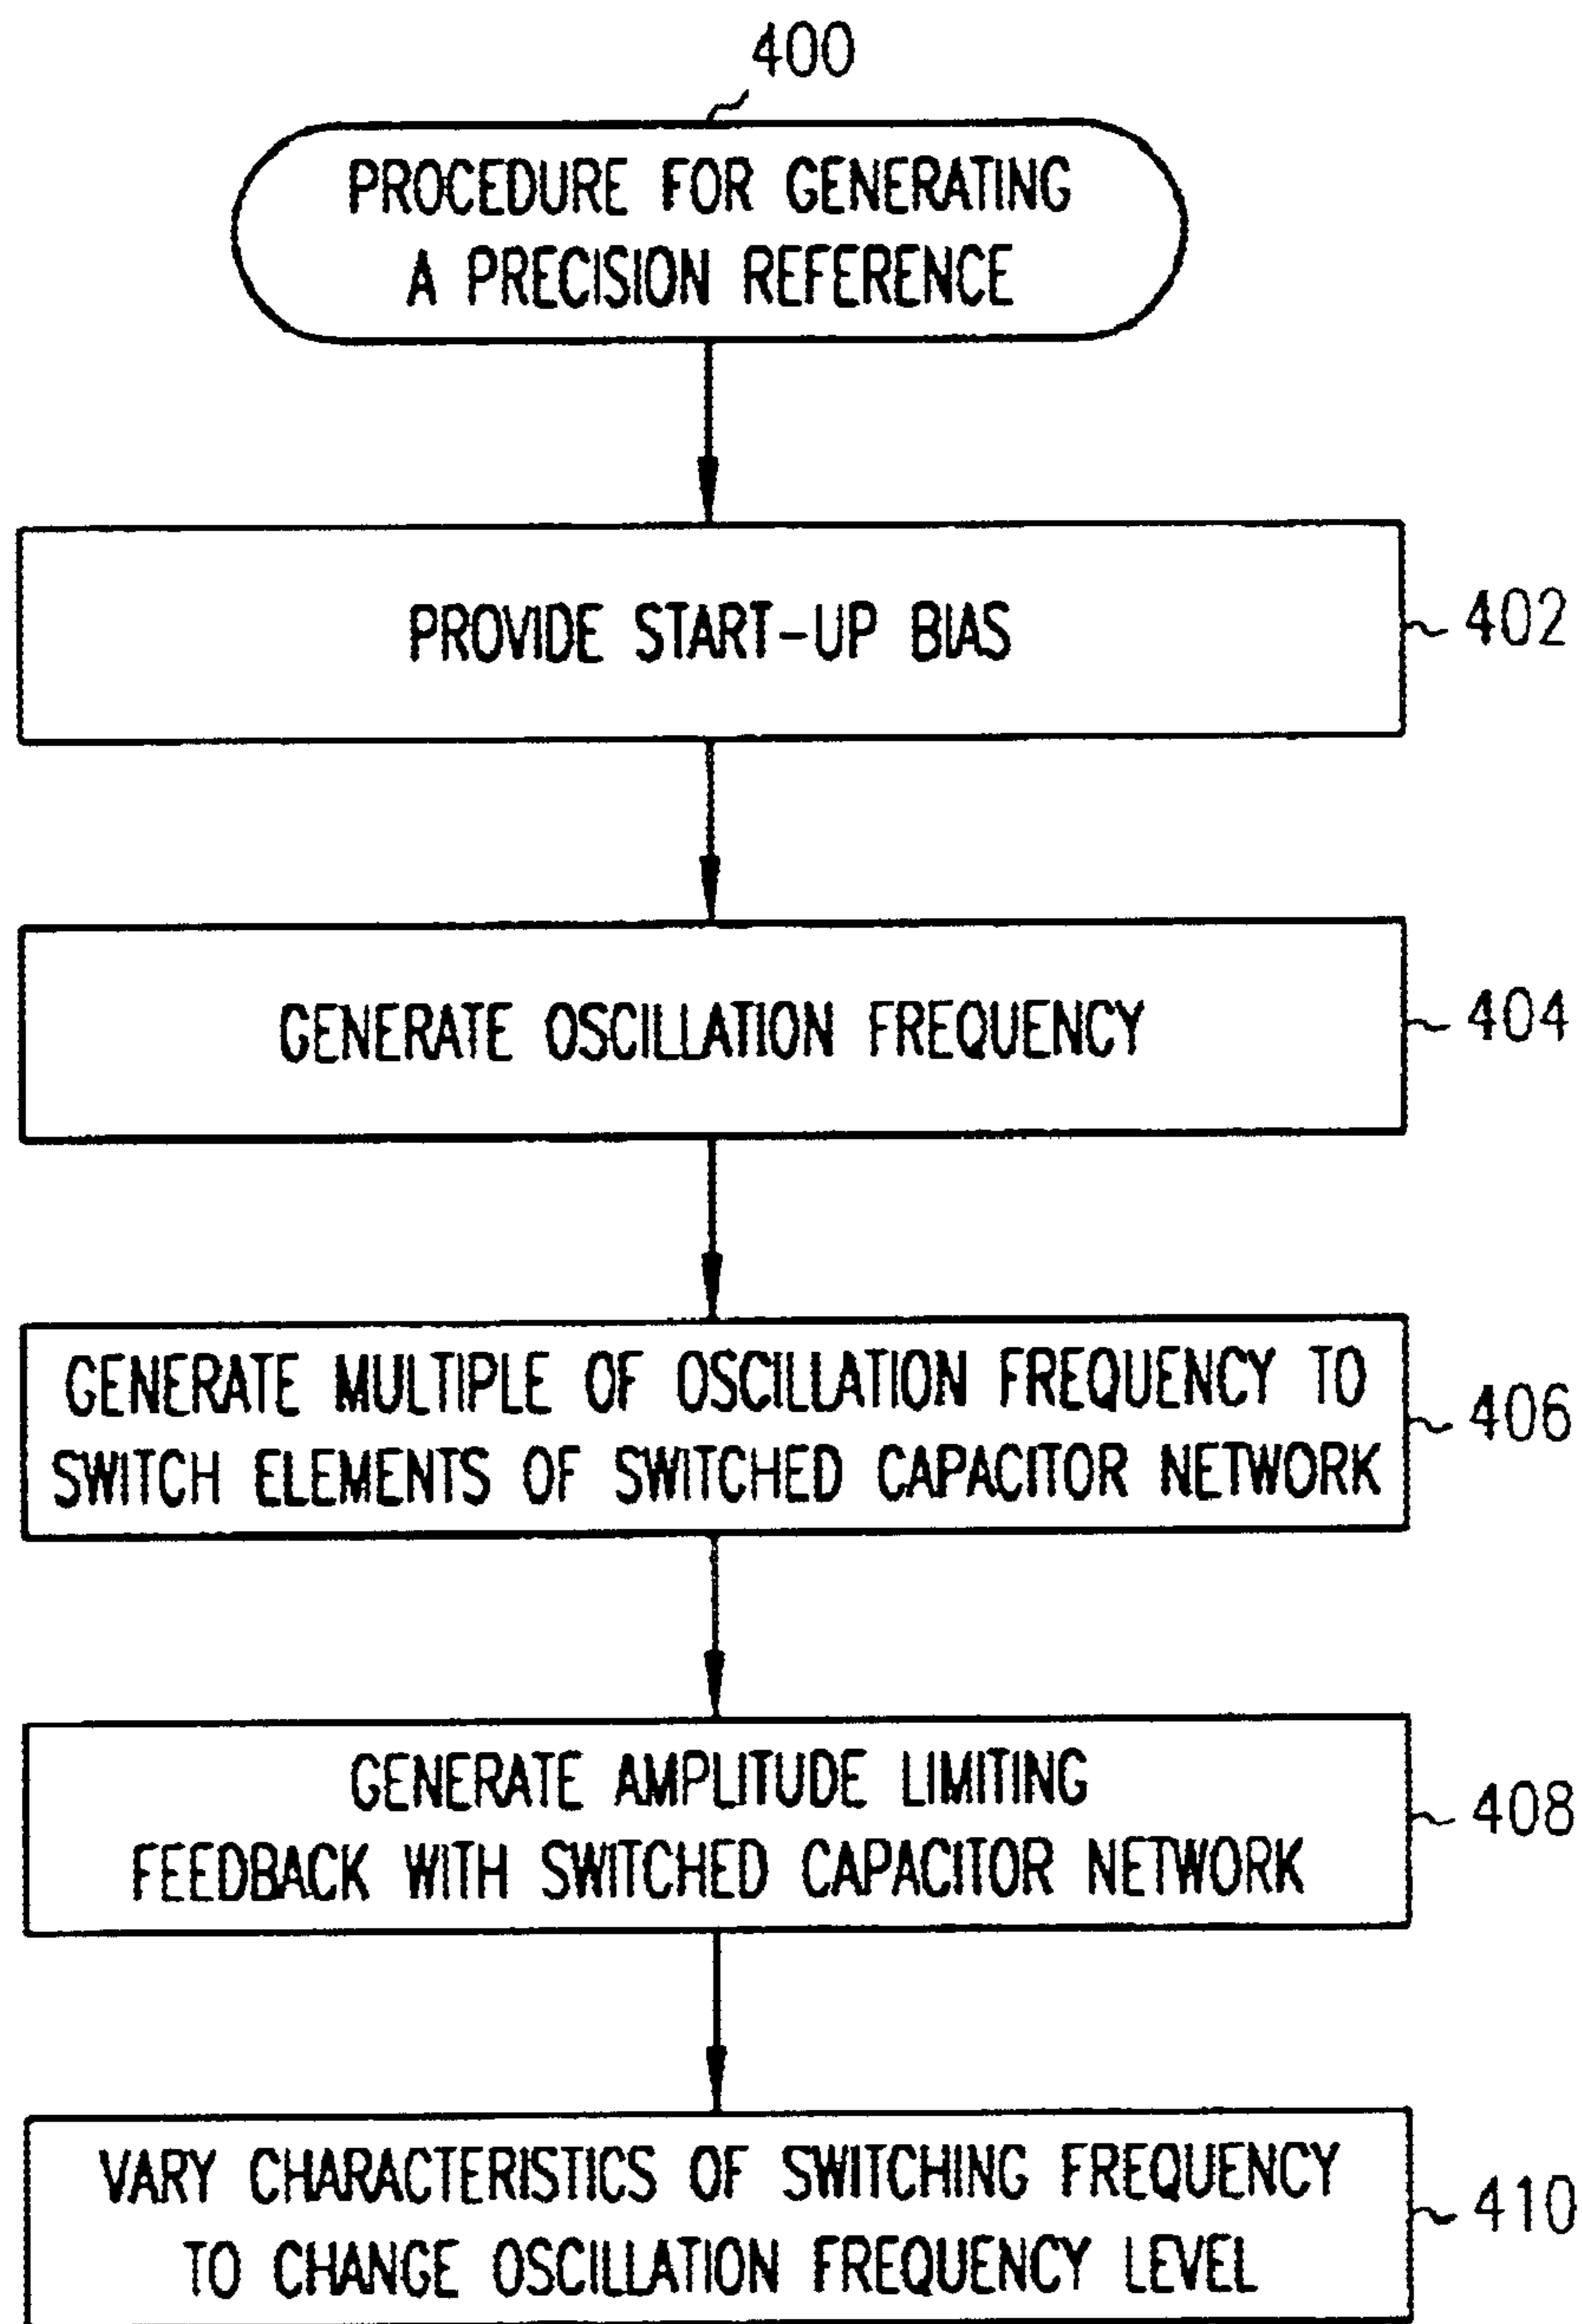 400
PROCEDURE FOR GENERATING
A PRECISION REFERENCE
PROVIDE START-UP BIAS
402
GENERATE OSCILLATION FREQUENCY
404
GENERATE MULTIPLE OF OSCILLATION FREQUENCY TO
SWITCH ELEMENTS OF SWITCHED CAPACITOR NETWORK
406
GENERATE AMPLITUDE LIMITING
FEEDBACK WITH SWITCHED CAPACITOR NETWORK
408
VARY CHARACTERISTICS OF SWITCHING FREQUENCY
TO CHANGE OSCILLATION FREQUENCY LEVEL
410